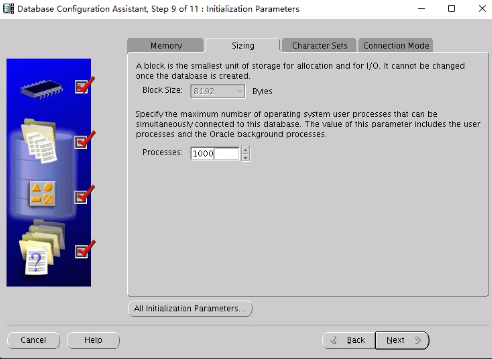 Database Configuration Assistant, Step 9 of 11 : Initialization Parameters
Memory
Sizing
Character Sets
Connection Mode
A block is the smallest unit of storage for allocation and for I/O. It cannot be changed
once the database is created.
Block Size: 8192 Bytes
Specify the maximum number of operating system user processes that can be
simultaneously connected to this database. The value of this parameter includes the user
processes and the Oracle background processes.
Processes: 1000
All Initialization Parameters...
Cancel
Help
Back
Next